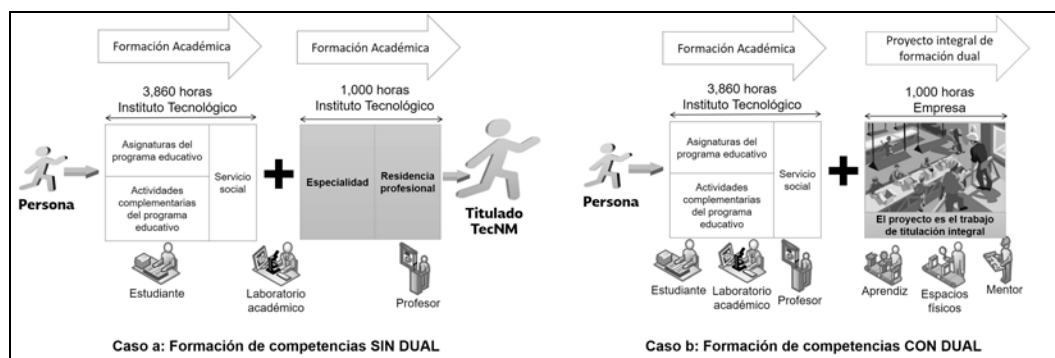 Formación Académica
Formación Académica
3,860 horas
Instituto Tecnológico
1,000 horas
Instituto Tecnológico
Asignaturas del
programa educativo
Actividades
complementarias
del programa
educativo
Servicio
social
Especialidad
Residencia
profesional
Persona
Titulado
TecNM
Estudiante
Laboratorio
académico
Profesor
Caso a: Formación de competencias SIN DUAL
Formación Académica
Proyecto integral de
formación dual
3,860 horas
Instituto Tecnológico
1,000 horas
Empresa
Asignaturas del
programa educativo
Actividades
complementarias del
programa educativo
Servicio
social
Persona
El proyecto es el trabajo
de titulación integral
Estudiante
Laboratorio
académico
Profesor
Aprendiz
Espacios
físicos
Mentor
Caso b: Formación de competencias CON DUAL